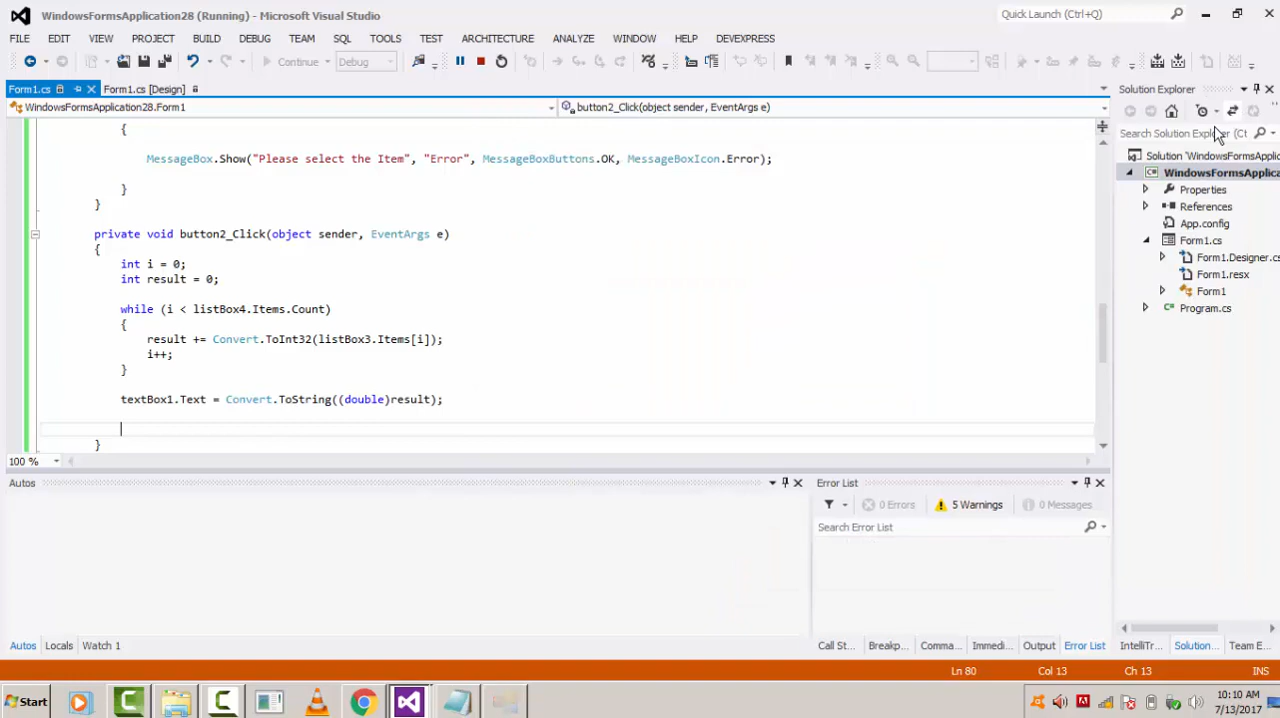 WindowsFormsApplication28 (Running) - Microsoft Visual Studio
Quick Launch (Ctrl+Q)
FILE EDIT VIEW PROJECT BUILD DEBUG TEAM SQL TOOLS TEST ARCHITECTURE ANALYZE WINDOW HELP DEVEXPRESS
Continue Debug
Form1.cs Form1.cs [Design]
WindowsFormsApplication28.Form1 button2_Click(object sender, EventArgs e)
{
MessageBox.Show("Please select the Item", "Error", MessageBoxButtons.OK, MessageBoxIcon.Error);
}
}
private void button2_Click(object sender, EventArgs e)
{
int i = 0;
int result = 0;
while (i < listBox4.Items.Count)
{
result += Convert.ToInt32(listBox3.Items[i]);
i++;
}
textBox1.Text = Convert.ToString((double)result);
}
100 %
Solution Explorer
Search Solution Explorer (Ct
Solution 'WindowsFormsApplic
WindowsFormsApplica
Properties
References
App.config
Form1.cs
Form1.Designer.cs
Form1.resx
Form1
Program.cs
Autos
Error List
0 Errors 5 Warnings 0 Messages
Search Error List
Autos Locals Watch 1
Call St... Breakp... Comma... Immedi... Output Error List
IntelliTr... Solution... Team E...
Ln 80 Col 13 Ch 13 INS
Start
10:10 AM
7/13/2017